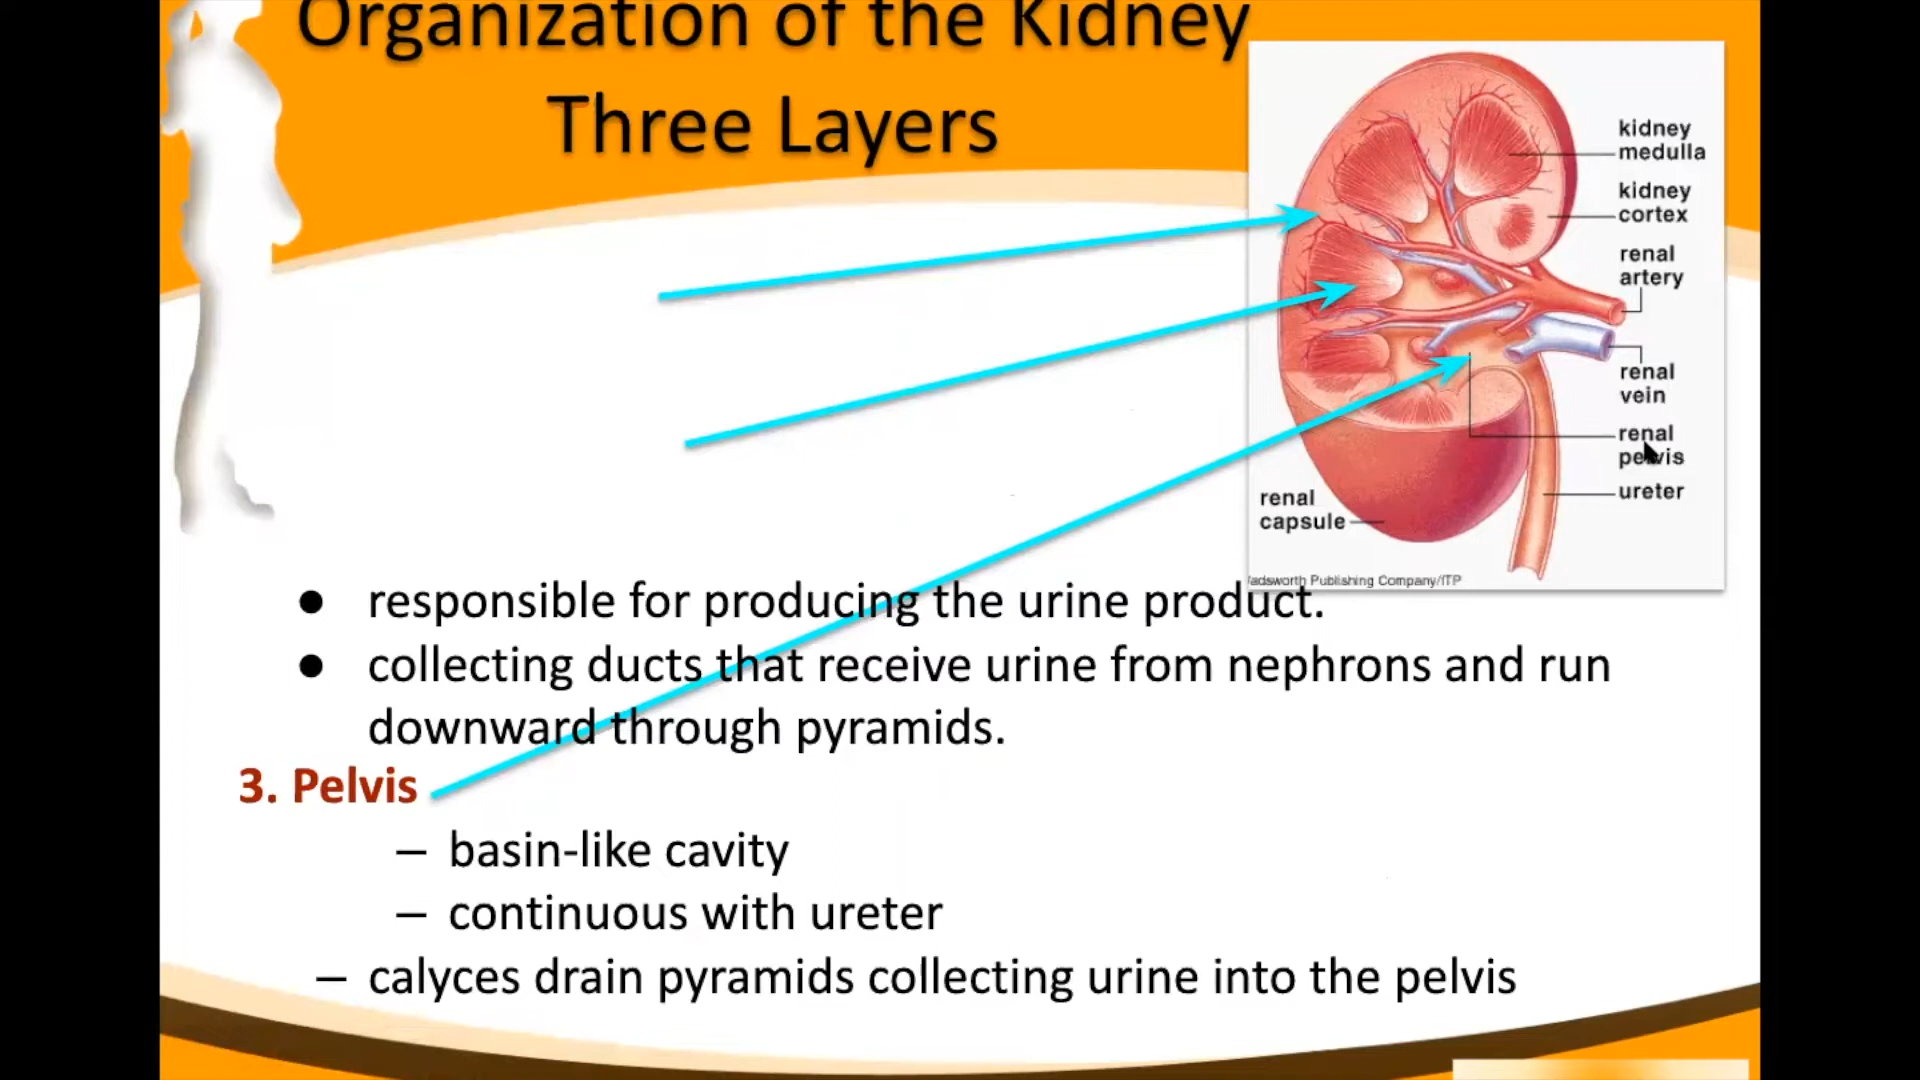 Organization of the Kidney
Three Layers
kidney
medulla
kidney
cortex
renal
artery
renal
vein
renal
pelvis
ureter
renal
capsule
adsworth Publishing Company/ITP
● responsible for producing the urine product.
● collecting ducts that receive urine from nephrons and run
downward through pyramids.
3. Pelvis
– basin-like cavity
– continuous with ureter
– calyces drain pyramids collecting urine into the pelvis